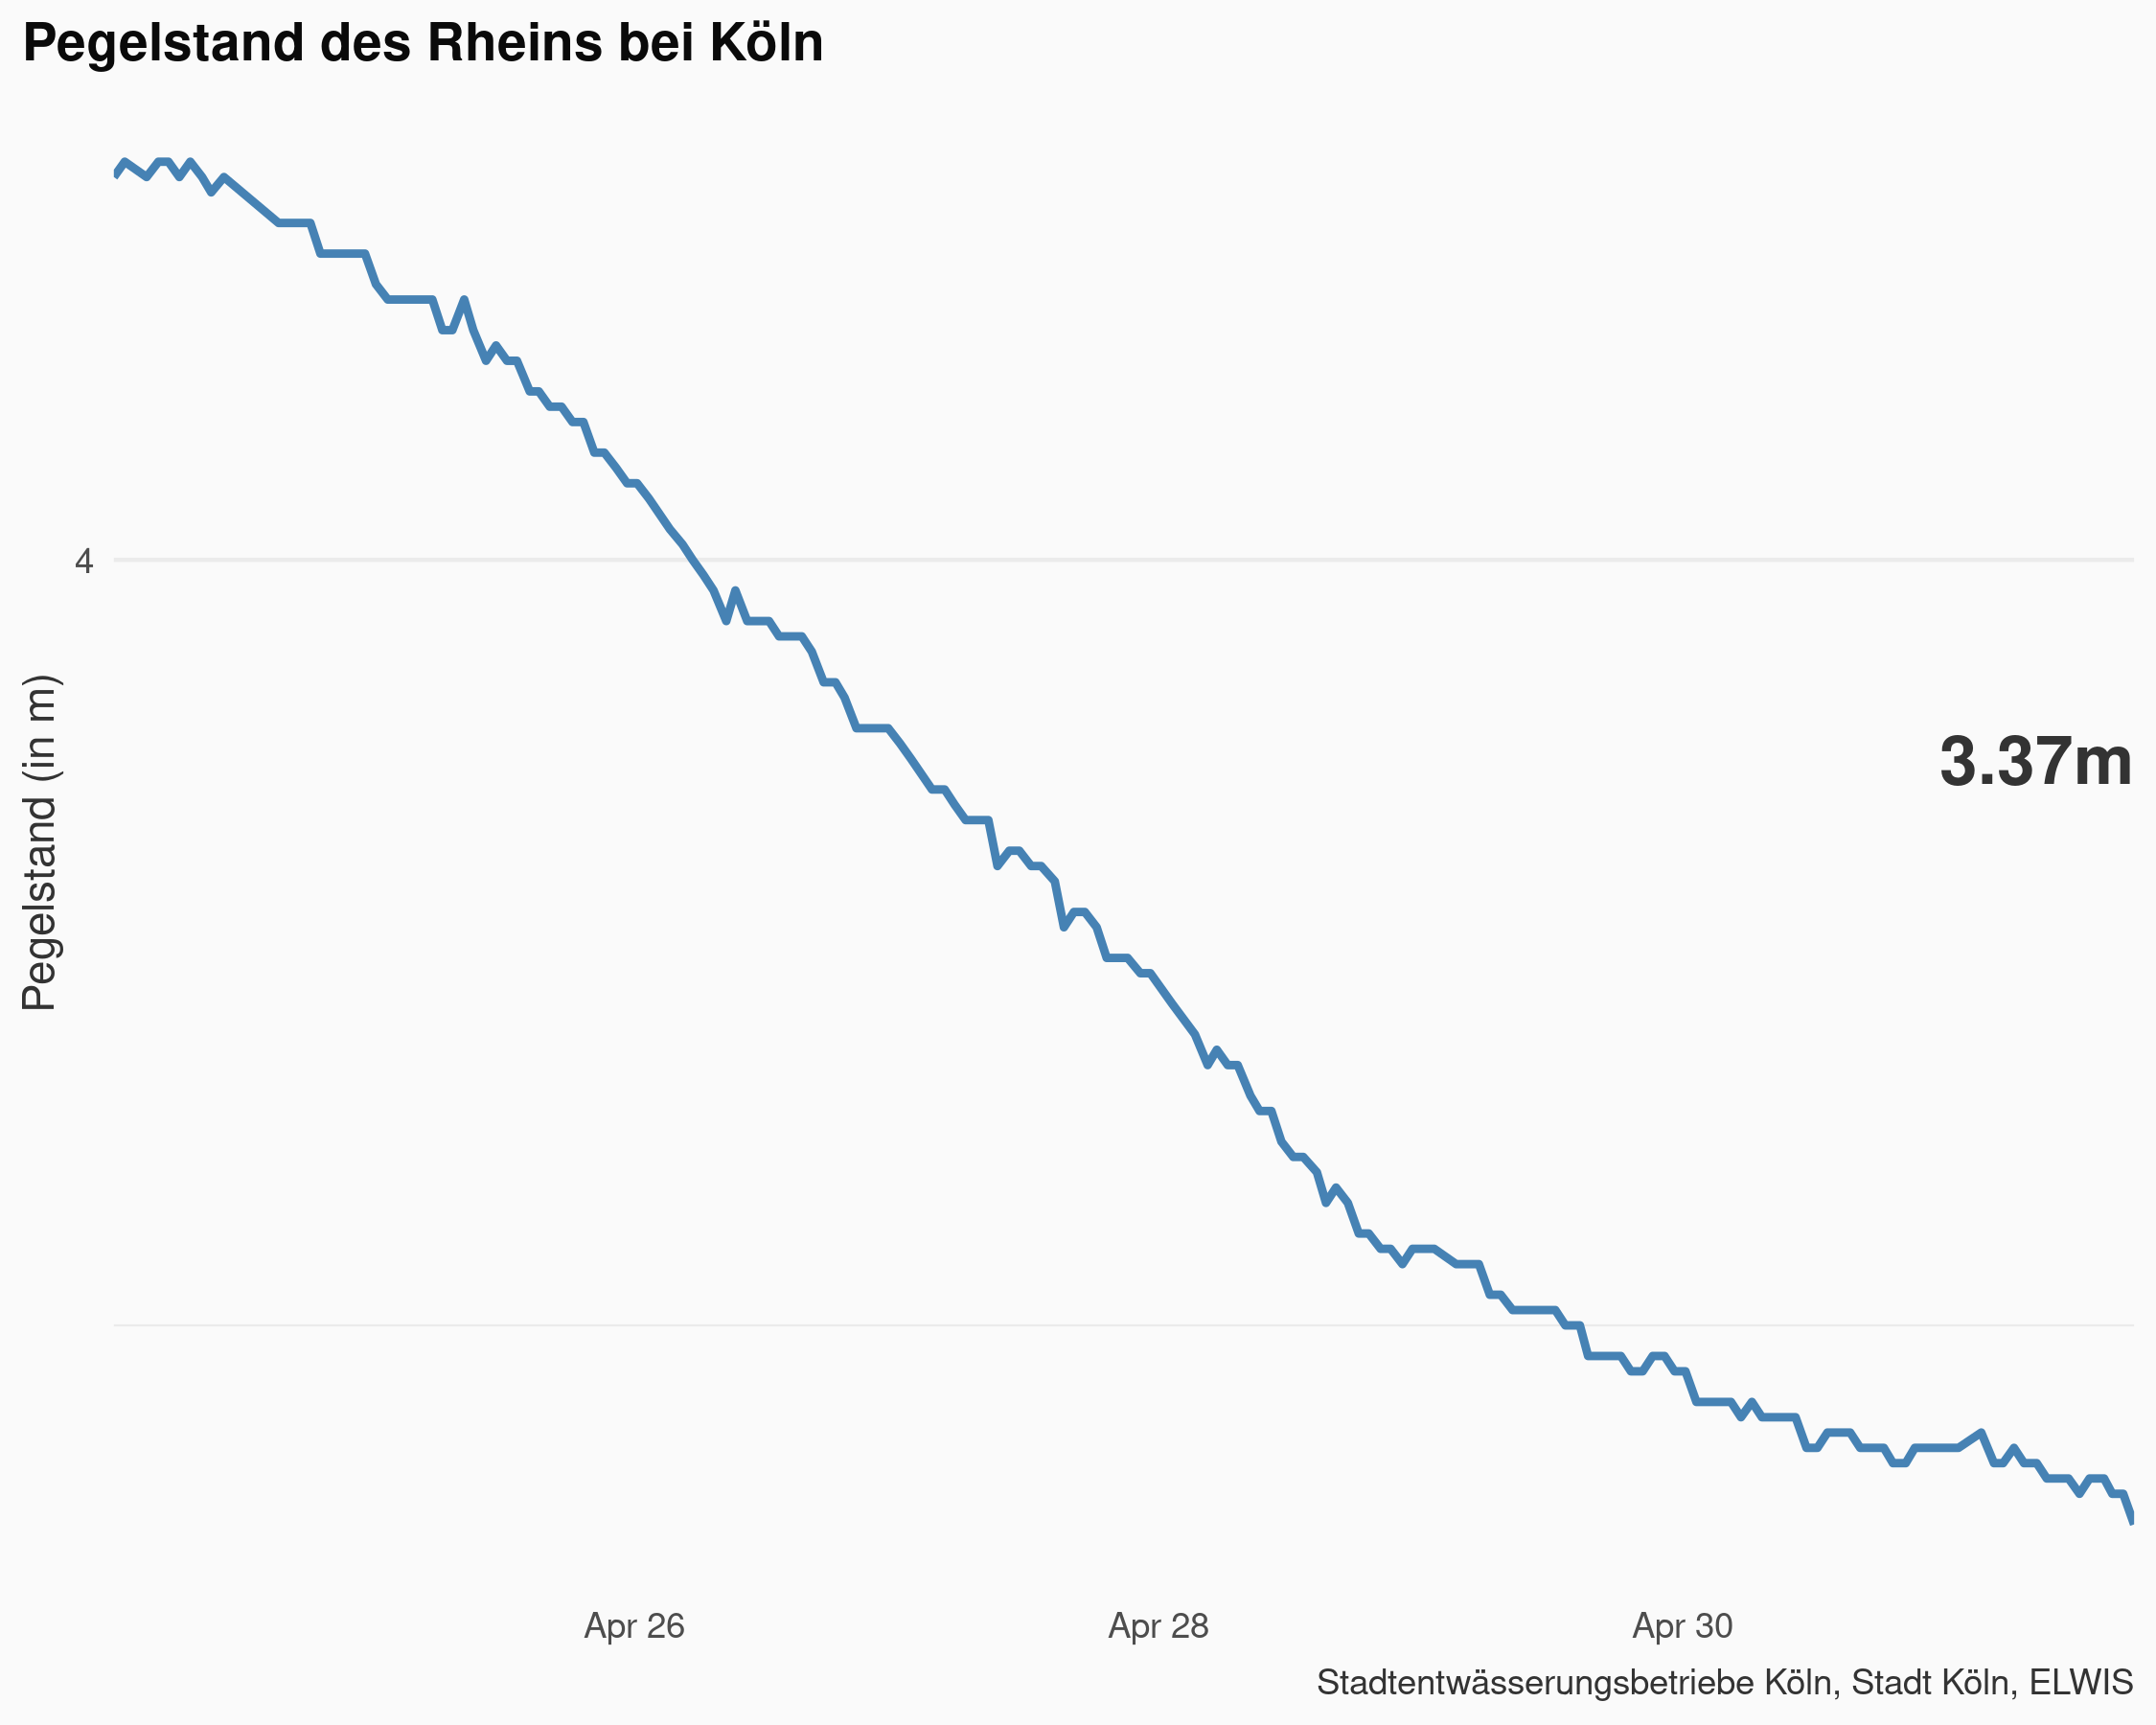 Pegelstand des Rheins bei Köln
Pegelstand (in m)
4
3.37m
Apr 26
Apr 28
Apr 30
Stadtentwässerungsbetriebe Köln, Stadt Köln, ELWIS